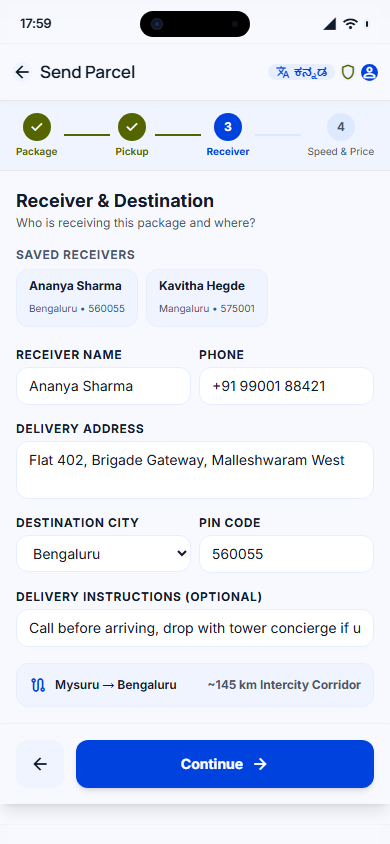 17:59
Send Parcel
ಕನ್ನಡ
Package
Pickup
3
Receiver
4
Speed & Price
Receiver & Destination
Who is receiving this package and where?
SAVED RECEIVERS
Ananya Sharma
Bengaluru • 560055
Kavitha Hegde
Mangaluru • 575001
RECEIVER NAME
PHONE
Ananya Sharma
+91 99001 88421
DELIVERY ADDRESS
Flat 402, Brigade Gateway, Malleshwaram West
DESTINATION CITY
PIN CODE
Bengaluru
560055
DELIVERY INSTRUCTIONS (OPTIONAL)
Call before arriving, drop with tower concierge if u
Mysuru → Bengaluru
~145 km Intercity Corridor
Continue →